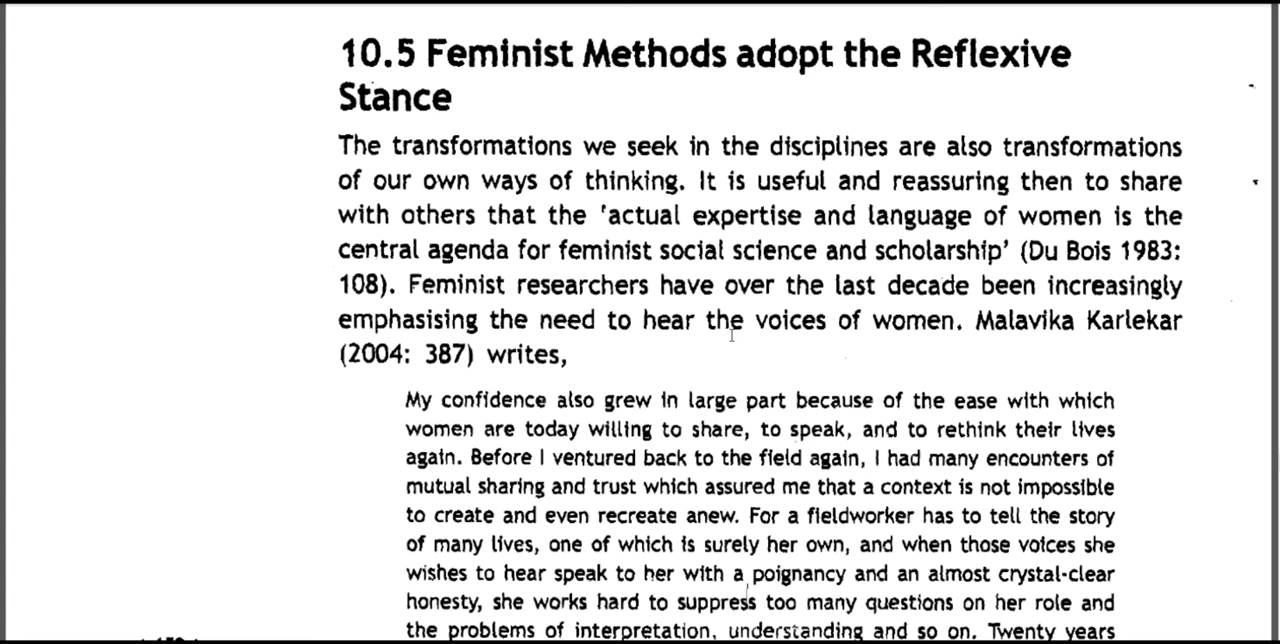 10.5 Feminist Methods adopt the Reflexive
Stance
The transformations we seek in the disciplines are also transformations
of our own ways of thinking. It is useful and reassuring then to share
with others that the 'actual expertise and language of women is the
central agenda for feminist social science and scholarship' (Du Bois 1983:
108). Feminist researchers have over the last decade been increasingly
emphasising the need to hear the voices of women. Malavika Karlekar
(2004: 387) writes,
My confidence also grew in large part because of the ease with which
women are today willing to share, to speak, and to rethink their lives
again. Before I ventured back to the field again, I had many encounters of
mutual sharing and trust which assured me that a context is not impossible
to create and even recreate anew. For a fieldworker has to tell the story
of many lives, one of which is surely her own, and when those voices she
wishes to hear speak to her with a poignancy and an almost crystal-clear
honesty, she works hard to suppress too many questions on her role and
the problems of interpretation, understanding and so on. Twenty years